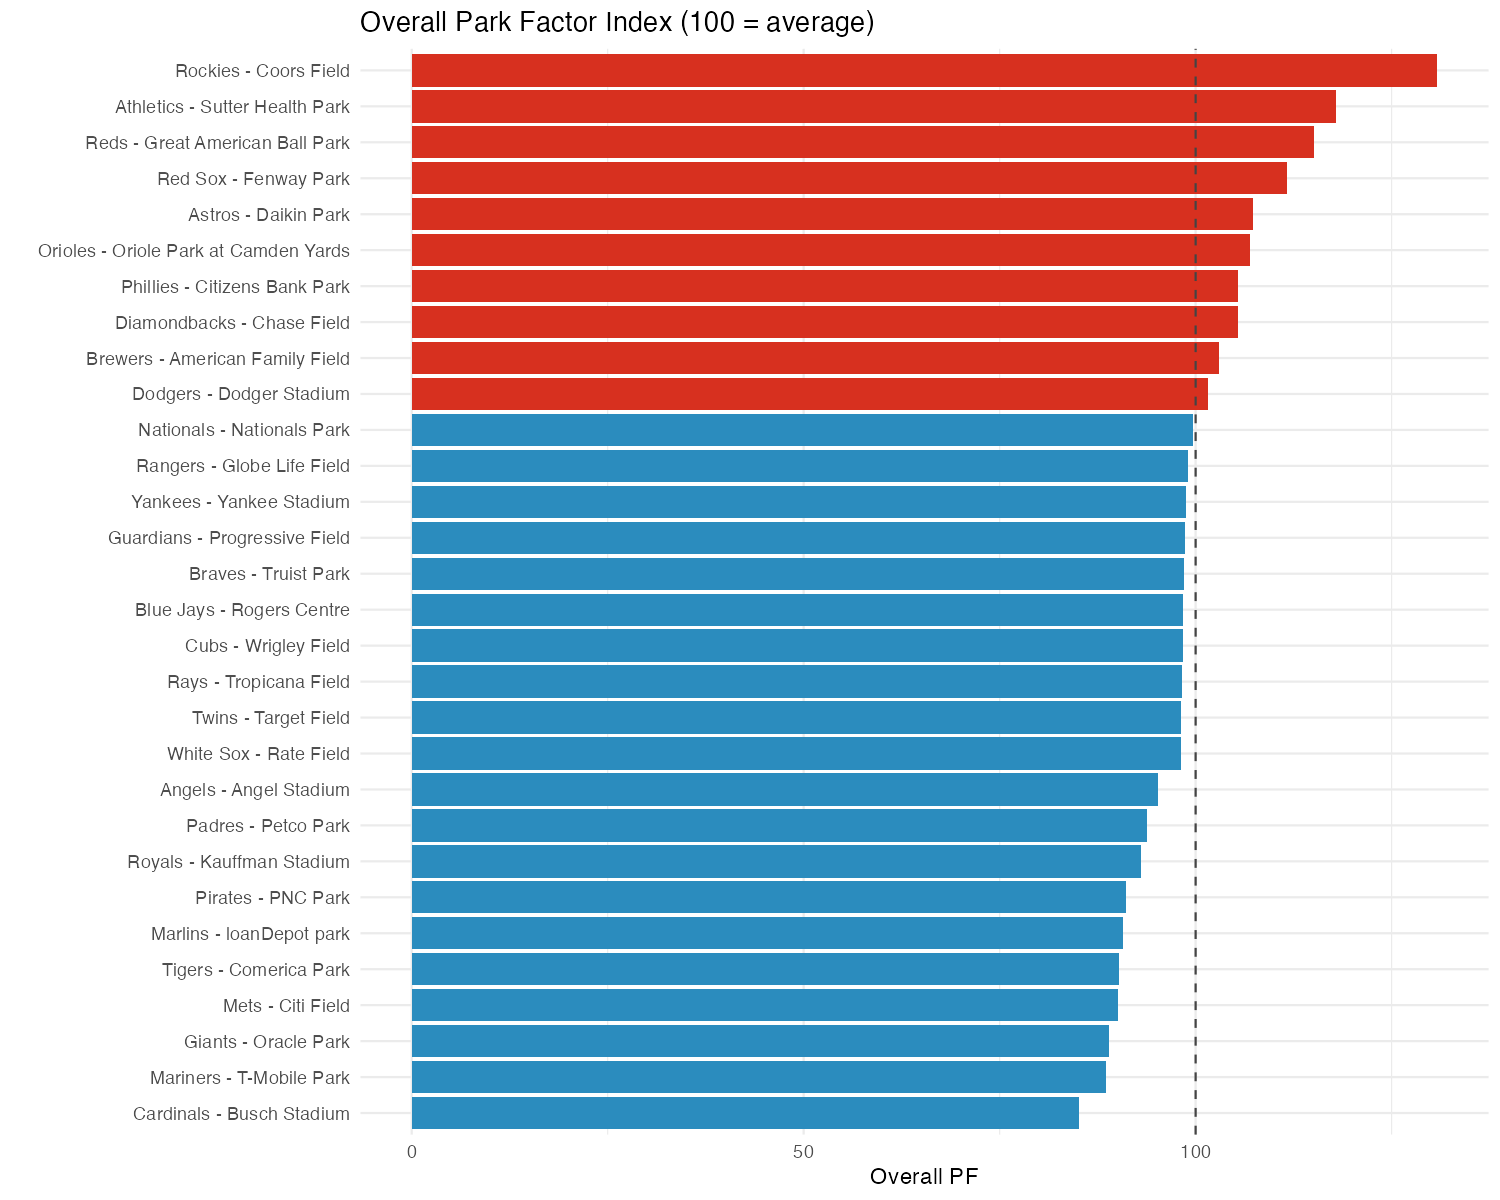 Overall Park Factor Index (100 = average)
Rockies - Coors Field
Athletics - Sutter Health Park
Reds - Great American Ball Park
Red Sox - Fenway Park
Astros - Daikin Park
Orioles - Oriole Park at Camden Yards
Phillies - Citizens Bank Park
Diamondbacks - Chase Field
Brewers - American Family Field
Dodgers - Dodger Stadium
Nationals - Nationals Park
Rangers - Globe Life Field
Yankees - Yankee Stadium
Guardians - Progressive Field
Braves - Truist Park
Blue Jays - Rogers Centre
Cubs - Wrigley Field
Rays - Tropicana Field
Twins - Target Field
White Sox - Rate Field
Angels - Angel Stadium
Padres - Petco Park
Royals - Kauffman Stadium
Pirates - PNC Park
Marlins - loanDepot park
Tigers - Comerica Park
Mets - Citi Field
Giants - Oracle Park
Mariners - T-Mobile Park
Cardinals - Busch Stadium
0 50 100
Overall PF